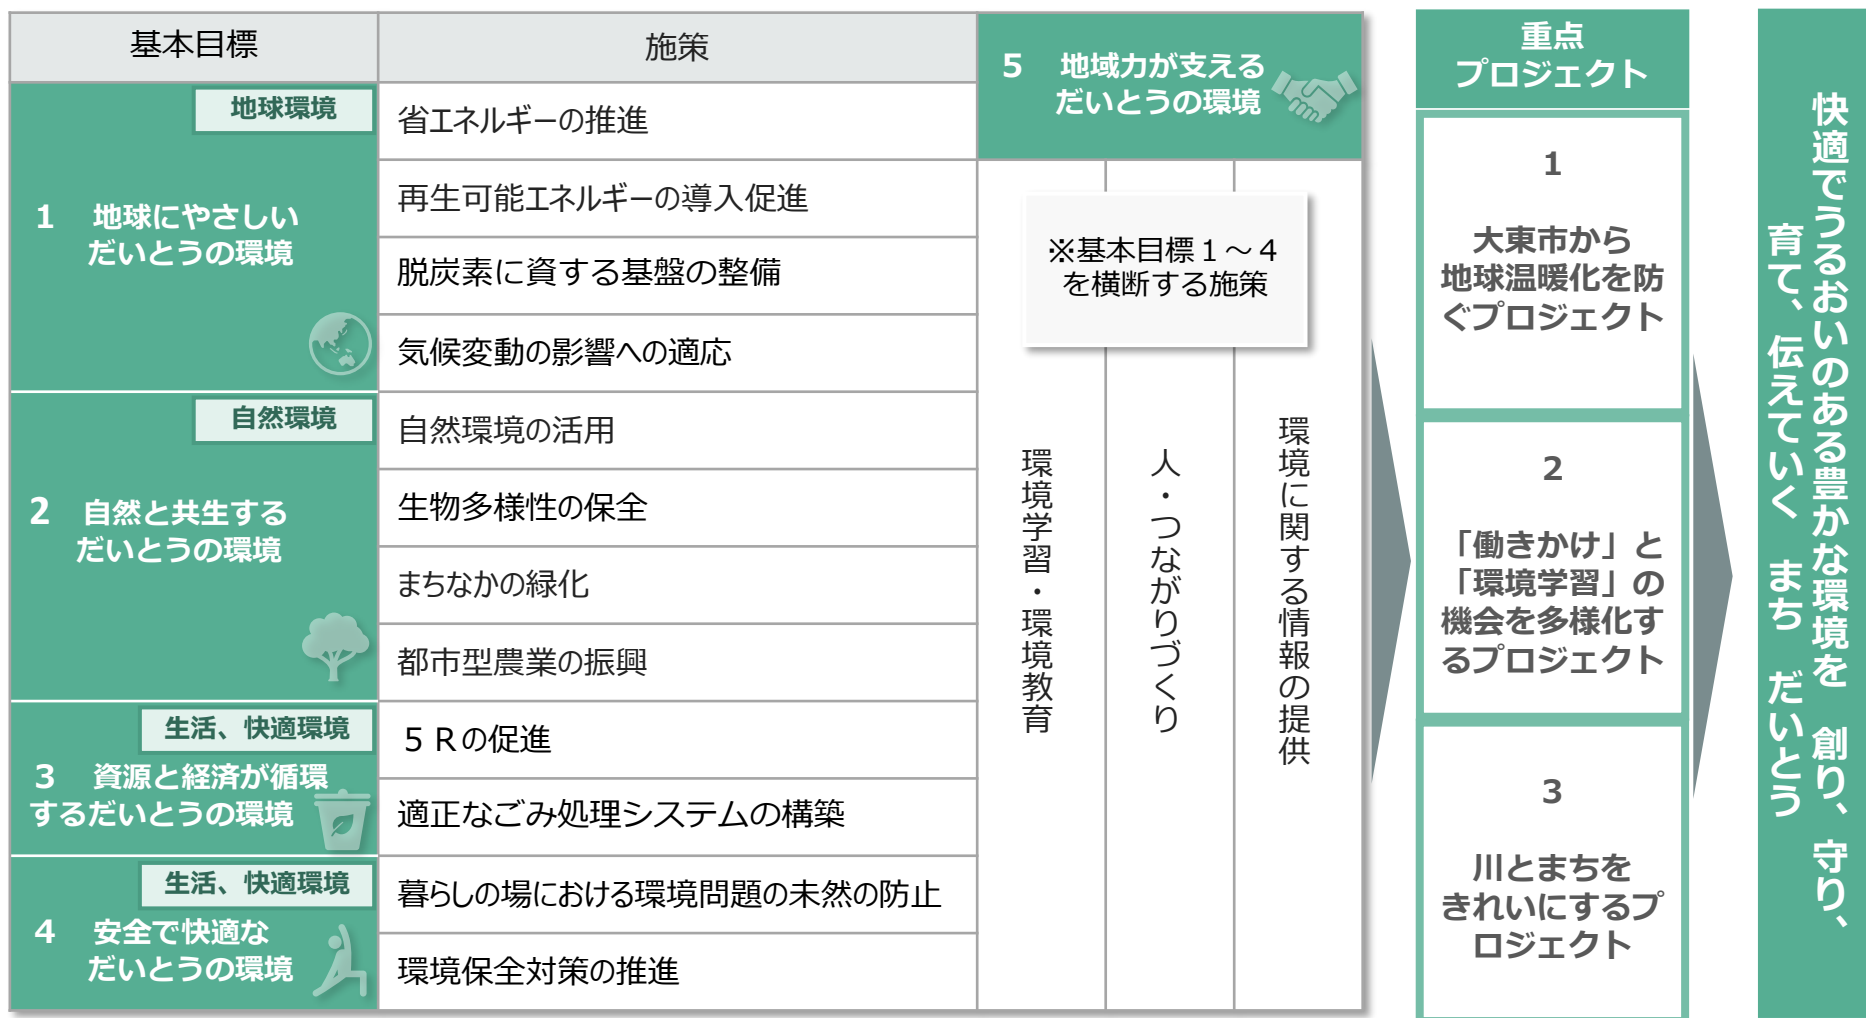 基本目標
施策
地球環境
1 地球にやさしい
だいとうの環境
省エネルギーの推進
再生可能エネルギーの導入促進
脱炭素に資する基盤の整備
気候変動の影響への適応
自然環境
2 自然と共生する
だいとうの環境
自然環境の活用
生物多様性の保全
まちなかの緑化
都市型農業の振興
生活、快適環境
3 資源と経済が循環
するだいとうの環境
５Ｒの促進
適正なごみ処理システムの構築
生活、快適環境
4 安全で快適な
だいとうの環境
暮らしの場における環境問題の未然の防止
環境保全対策の推進
5 地域力が支える
だいとうの環境
※基本目標１～４
を横断する施策
環境学習・環境教育
人・つながりづくり
環境に関する情報の提供
重点
プロジェクト
1
大東市から
地球温暖化を防
ぐプロジェクト
2
「働きかけ」と
「環境学習」の
機会を多様化す
るプロジェクト
3
川とまちを
きれいにするプ
ロジェクト
快適でうるおいのある豊かな環境を 創り、守り、
育て、伝えていく まち だいとう